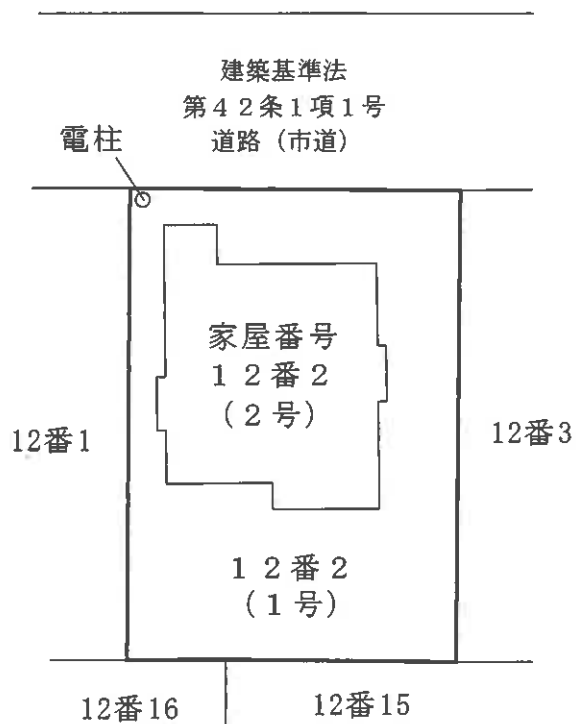 建築基準法
第４２条１項１号
道路（市道）
電柱
家屋番号
１２番２
（２号）
12番1
12番3
１２番２
（１号）
12番16
12番15